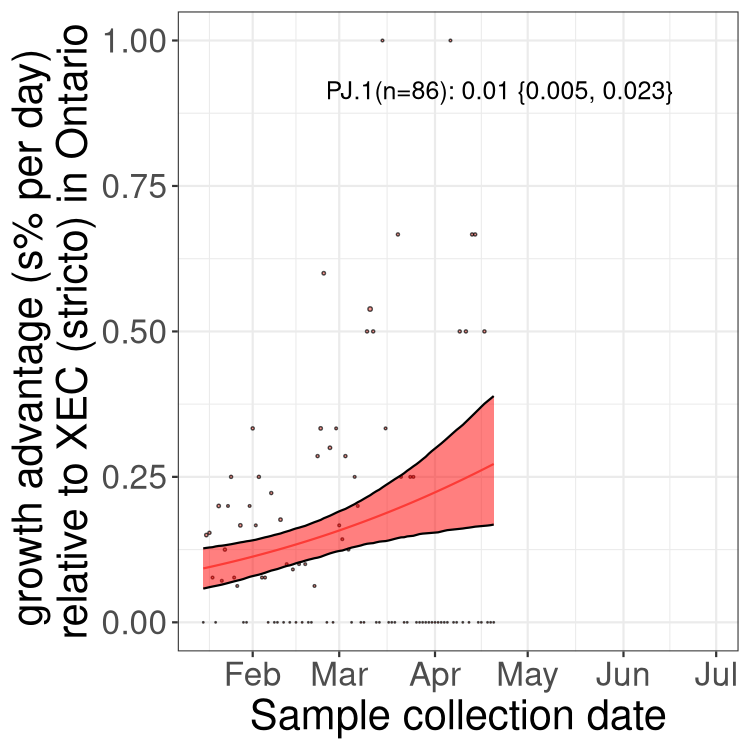 growth advantage (s% per day)
relative to XEC (stricto) in Ontario
1.00
PJ.1(n=86): 0.01 {0.005, 0.023}
0.75
0.50
0.25
0.00
Feb Mar Apr May Jun Jul
Sample collection date